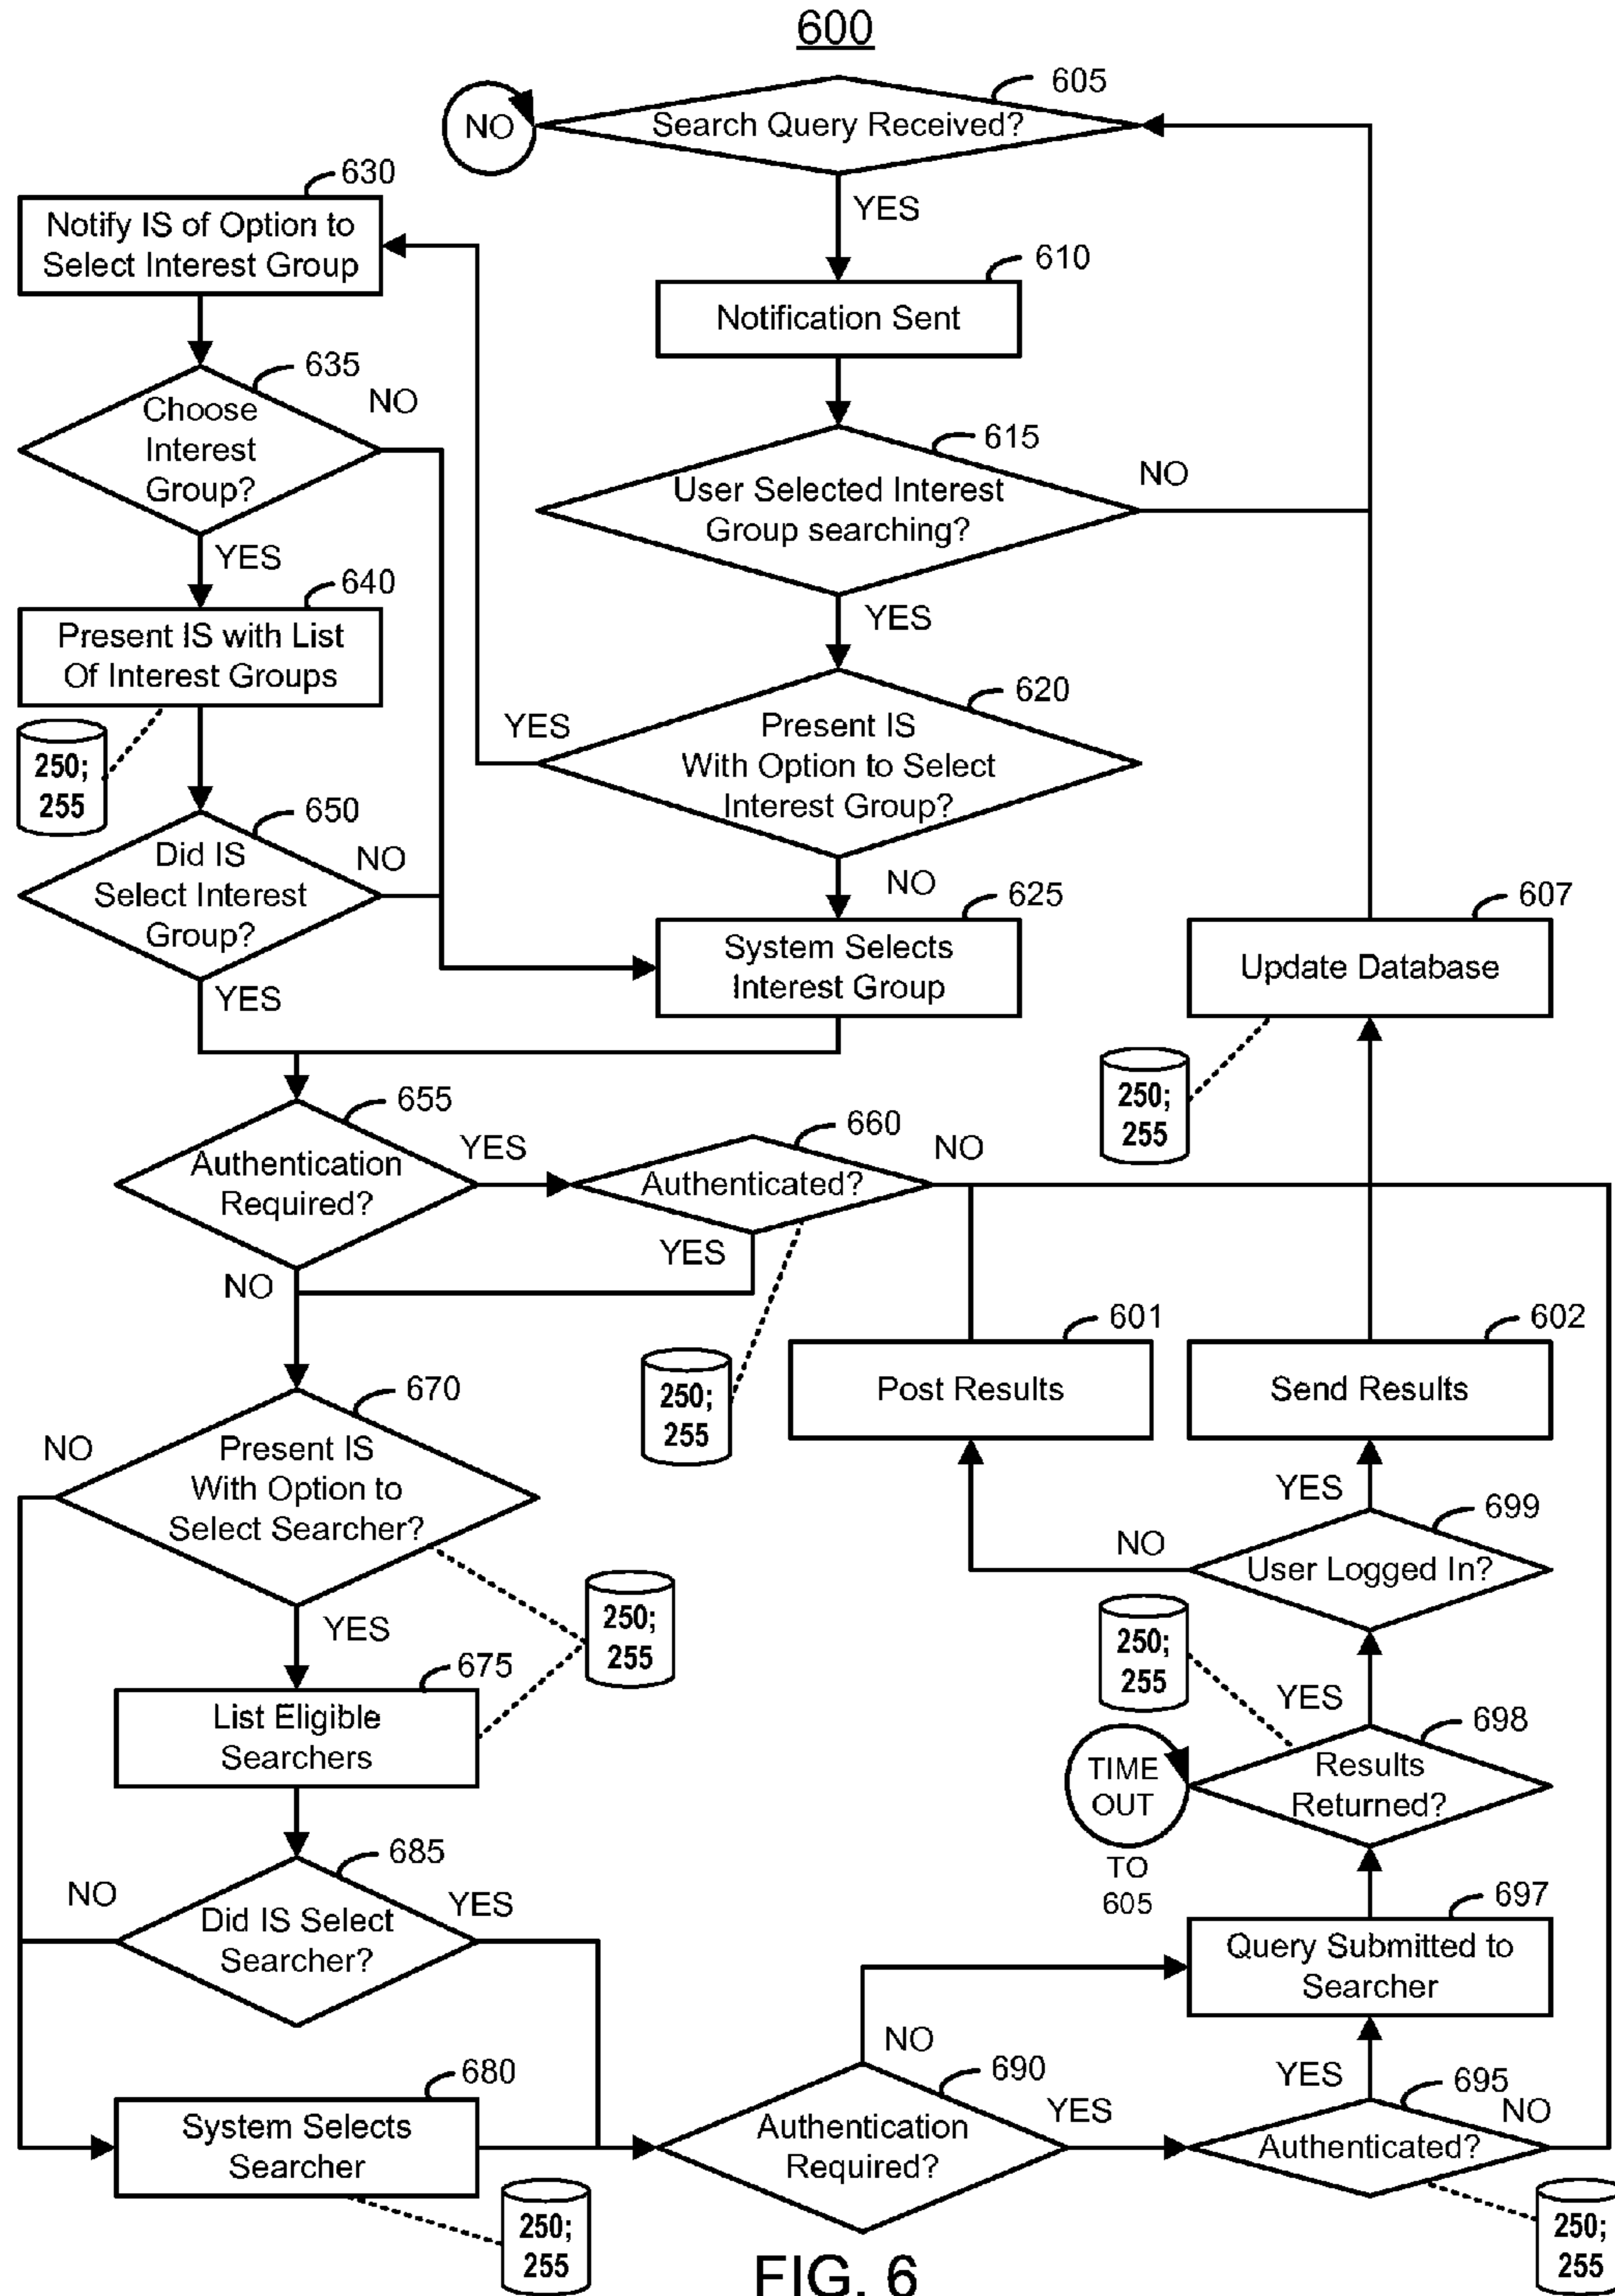 600
605
Search Query Received?
NO
YES
630
Notify IS of Option to
Select Interest Group
610
Notification Sent
635
Choose
Interest
Group?
NO
YES
615
User Selected Interest
Group searching?
NO
YES
640
Present IS with List
Of Interest Groups
250;
255
620
Present IS
With Option to Select
Interest Group?
YES
NO
650
Did IS
Select Interest
Group?
NO
YES
625
System Selects
Interest Group
607
Update Database
250;
255
655
Authentication
Required?
YES
NO
660
Authenticated?
NO
YES
250;
255
601
Post Results
602
Send Results
670
Present IS
With Option to
Select Searcher?
NO
YES
250;
255
699
User Logged In?
YES
NO
675
List Eligible
Searchers
250;
255
YES
698
Results
Returned?
TIME
OUT
TO
605
685
Did IS Select
Searcher?
NO
YES
697
Query Submitted to
Searcher
680
System Selects
Searcher
250;
255
690
Authentication
Required?
NO
YES
695
Authenticated?
YES
NO
250;
255
FIG. 6